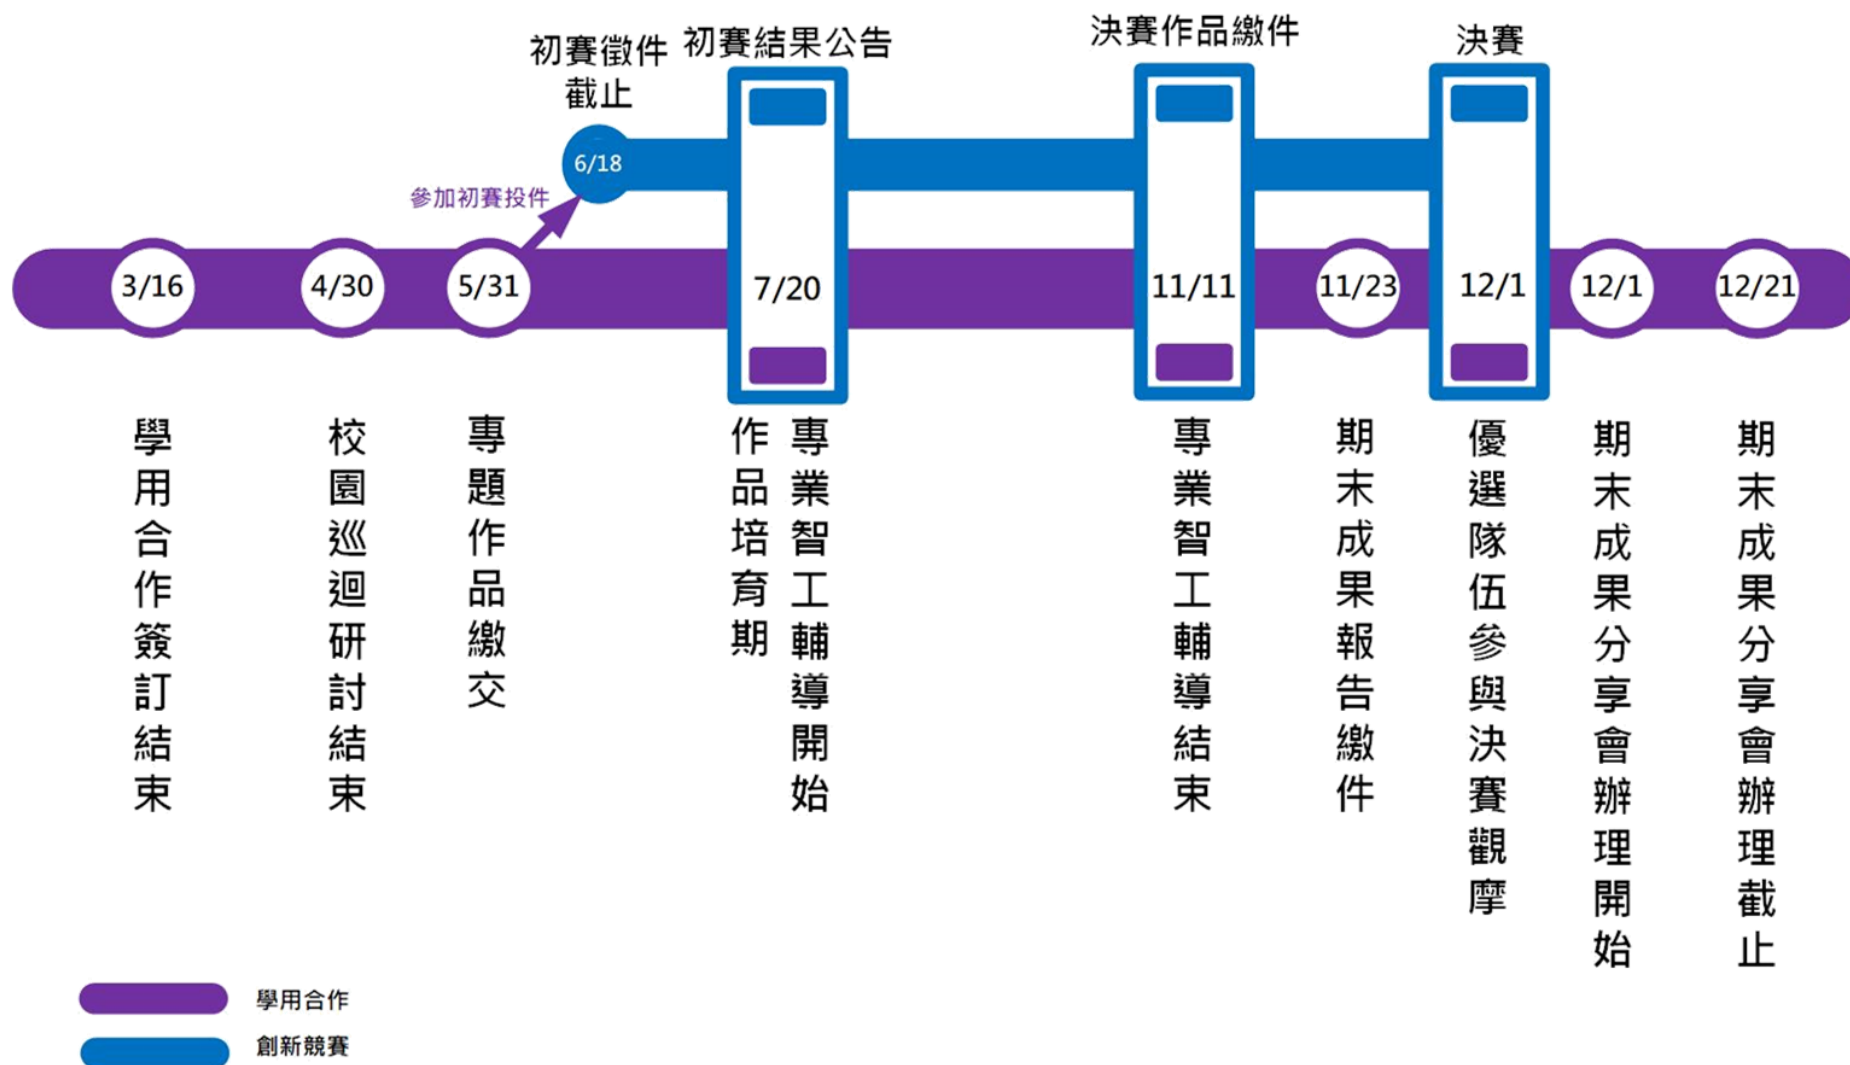 初賽徵件
截止
初賽結果公告
決賽作品繳件
決賽
6/18
參加初賽投件
3/16
4/30
5/31
7/20
11/11
11/23
12/1
12/1
12/21
學用合作簽訂結束
校園巡迴研討結束
專題作品繳交
作品培育期
專業智工輔導開始
專業智工輔導結束
期末成果報告繳件
優選隊伍參與決賽觀摩
期末成果分享會辦理開始
期末成果分享會辦理截止
學用合作
創新競賽